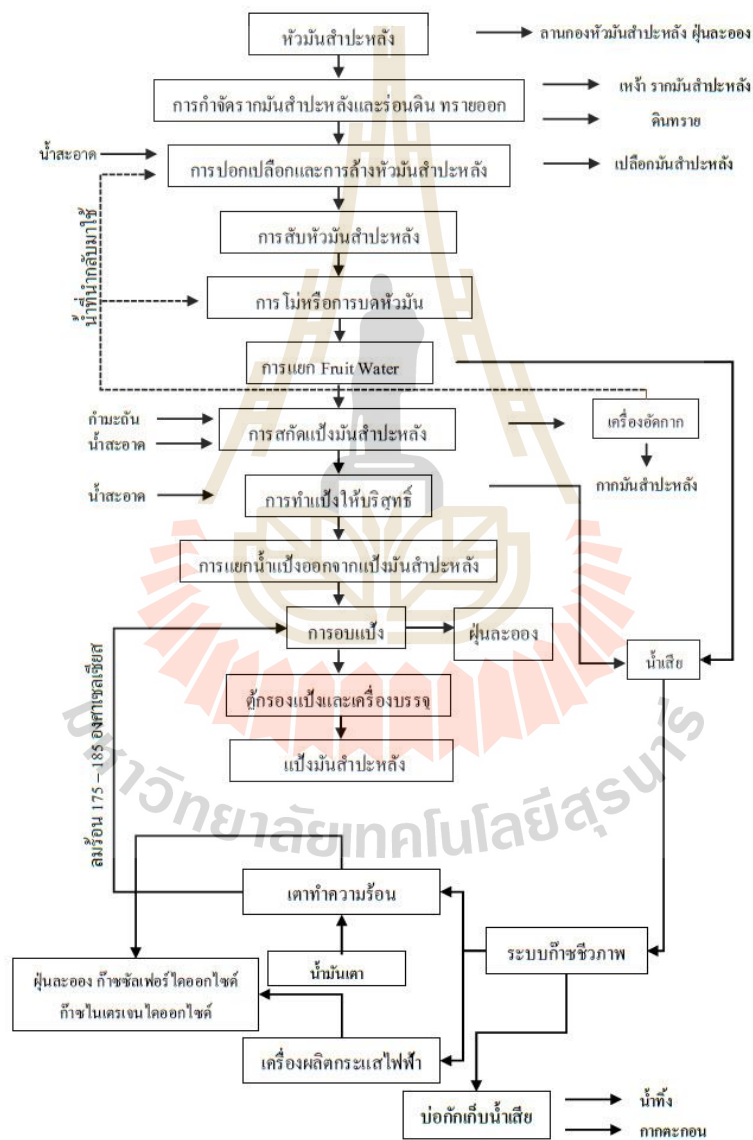 หัวมันสำปะหลัง
ลานกองหัวมันสำปะหลัง ฝุ่นละออง
การกำจัดรากมันสำปะหลังและร่อนดิน ทรายออก
เหง้า รากมันสำปะหลัง
ดินทราย
น้ำสะอาด
การปอกเปลือกและการล้างหัวมันสำปะหลัง
เปลือกมันสำปะหลัง
น้ำที่นำกลับมาใช้
การสับหัวมันสำปะหลัง
การโม่หรือการบดหัวมัน
การแยก Fruit Water
กำมะถัน
น้ำสะอาด
การสกัดแป้งมันสำปะหลัง
เครื่องอัดกาก
กากมันสำปะหลัง
น้ำสะอาด
การทำแป้งให้บริสุทธิ์
การแยกน้ำแป้งออกจากแป้งมันสำปะหลัง
การอบแป้ง
ฝุ่นละออง
น้ำเสีย
ตู้กรองแป้งและเครื่องบรรจุ
แป้งมันสำปะหลัง
ลมร้อน 175 – 185 องศาเซลเซียส
มหาวิทยาลัยเทคโนโลยีสุรนารี
เตาทำความร้อน
ระบบก๊าซชีวภาพ
น้ำมันเตา
ฝุ่นละออง ก๊าซซัลเฟอร์ไดออกไซด์
ก๊าซไนเตรเจนไดออกไซด์
เครื่องผลิตกระแสไฟฟ้า
บ่อกักเก็บน้ำเสีย
น้ำทิ้ง
กากตะกอน